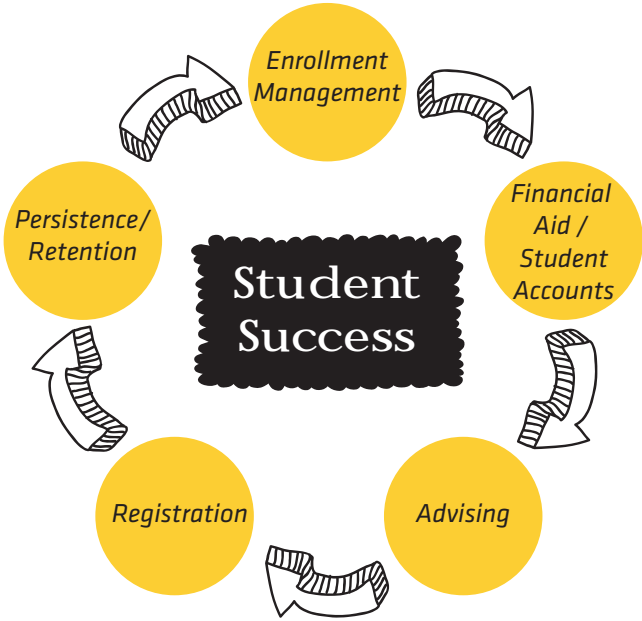 Enrollment
Management
Financial
Aid /
Student
Accounts
Advising
Registration
Persistence/
Retention
Student
Success